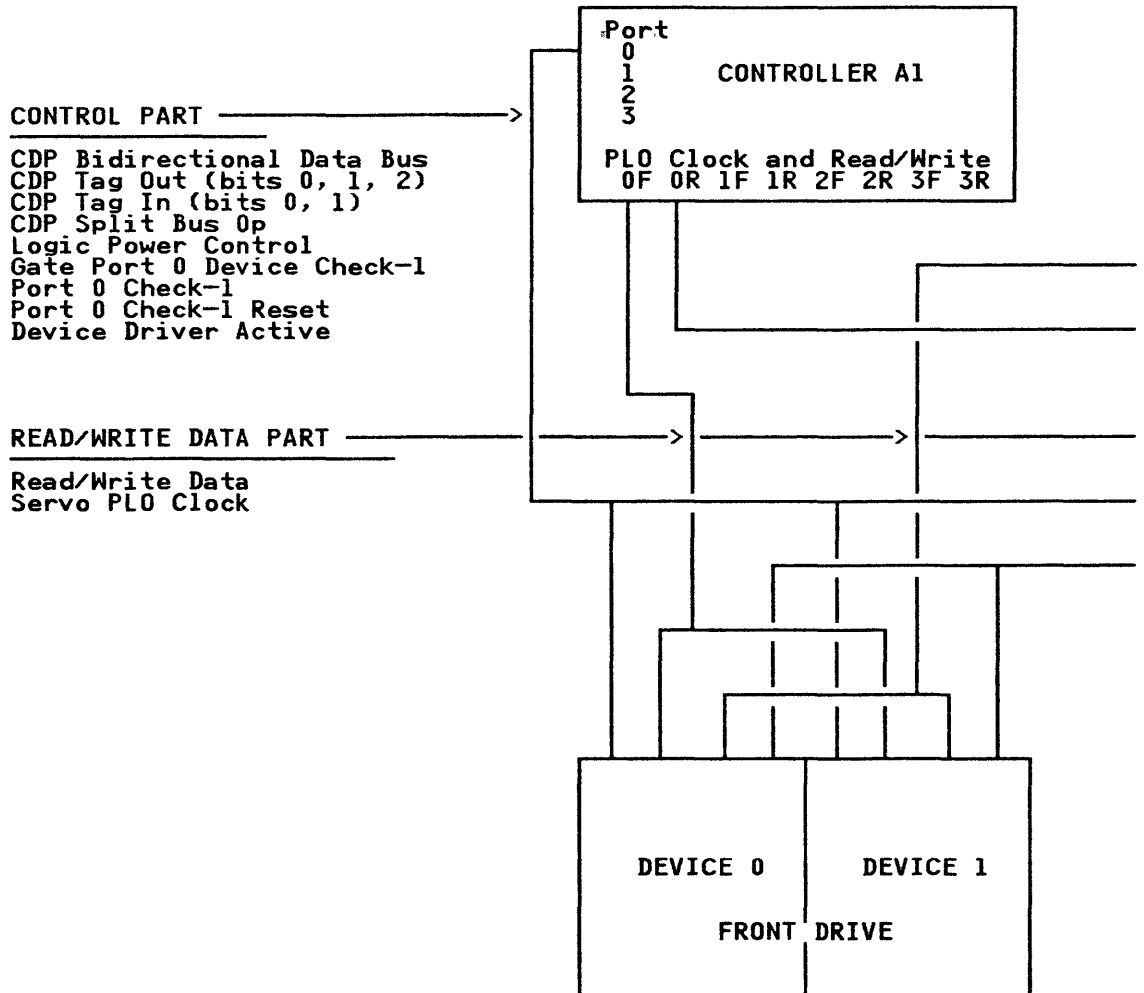 Port
0
1
2
3
CONTROLLER A1
PLO Clock and Read/Write
0F 0R 1F 1R 2F 2R 3F 3R
CONTROL PART
CDP Bidirectional Data Bus
CDP Tag Out (bits 0, 1, 2)
CDP Tag In (bits 0, 1)
CDP Split Bus Op
Logic Power Control
Gate Port 0 Device Check-1
Port 0 Check-1
Port 0 Check-1 Reset
Device Driver Active
READ/WRITE DATA PART
Read/Write Data
Servo PLO Clock
DEVICE 0
DEVICE 1
FRONT DRIVE